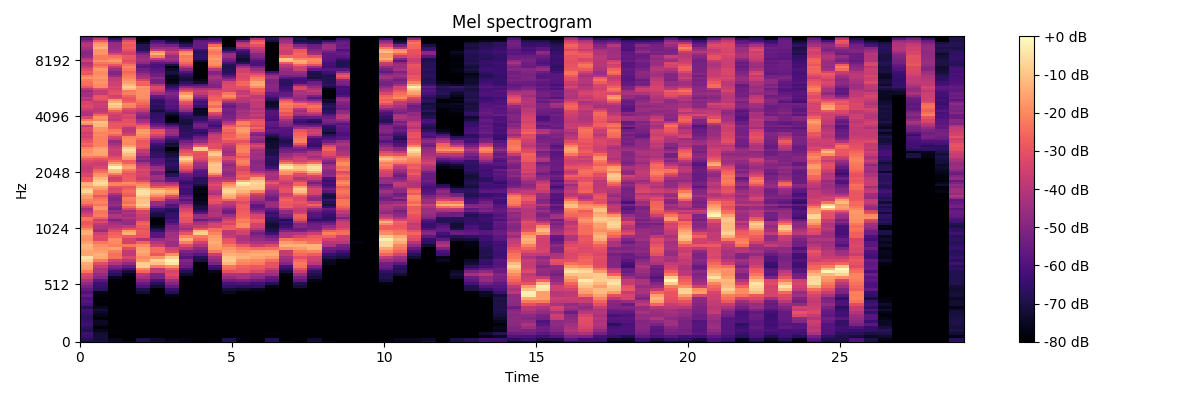 Mel spectrogram
Hz
8192
4096
2048
1024
512
0
0 5 10 15 20 25
Time
+0 dB
-10 dB
-20 dB
-30 dB
-40 dB
-50 dB
-60 dB
-70 dB
-80 dB